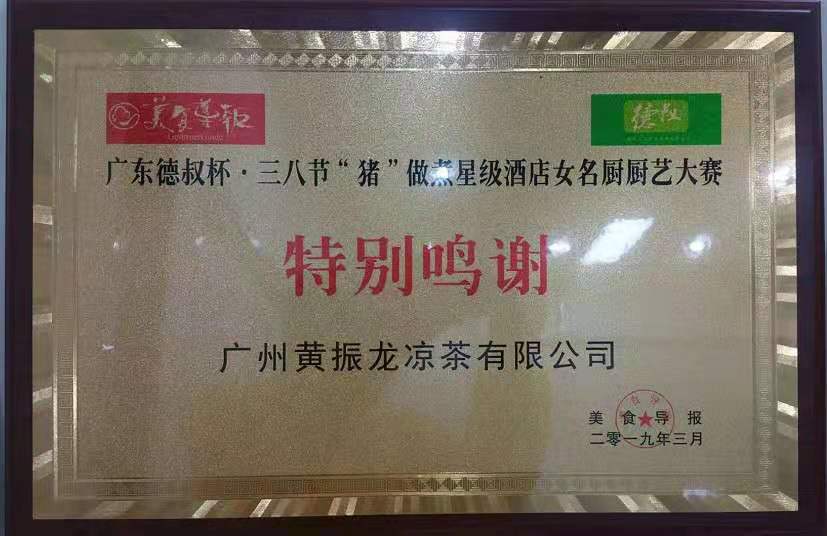 美食导报
德叔
广东德叔杯·三八节“猪”做煮星级酒店女名厨厨艺大赛
特别鸣谢
广州黄振龙凉茶有限公司
美食导报
二零一九年三月